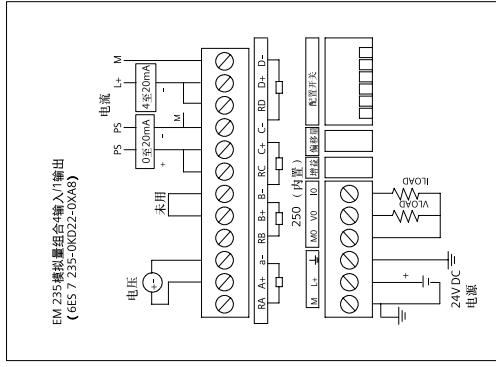 EM 235模拟量组合4输入/1输出
(6ES 7 235-0KD22-0XA8)
电压 未用 电流
PS PS L+ M
+ -
0至20mA 4至20mA
+ - M -
RA A+ a- RB B+ B- RC C+ C- RD D+ D-
250 (内置)
M L+ M0 V0 I0 增益 偏移量 配置开关
VLOAD ILOAD
+ -
24V DC
电源